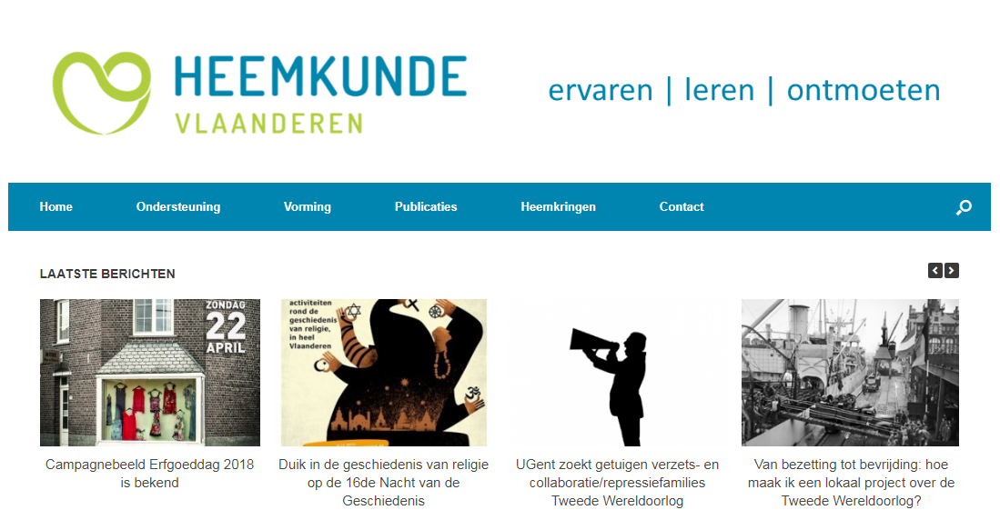 HEEMKUNDE
VLAANDEREN
ervaren | leren | ontmoeten
Home Ondersteuning Vorming Publicaties Heemkringen Contact
LAATSTE BERICHTEN
ZONDAG
22
APRIL
Campagnebeeld Erfgoeddag 2018
is bekend
activiteiten
rond de
geschiedenis
van religie,
in heel
Vlaanderen
Duik in de geschiedenis van religie
op de 16de Nacht van de
Geschiedenis
UGent zoekt getuigen verzets- en
collaboratie/repressiefamilies
Tweede Wereldoorlog
Van bezetting tot bevrijding: hoe
maak ik een lokaal project over de
Tweede Wereldoorlog?